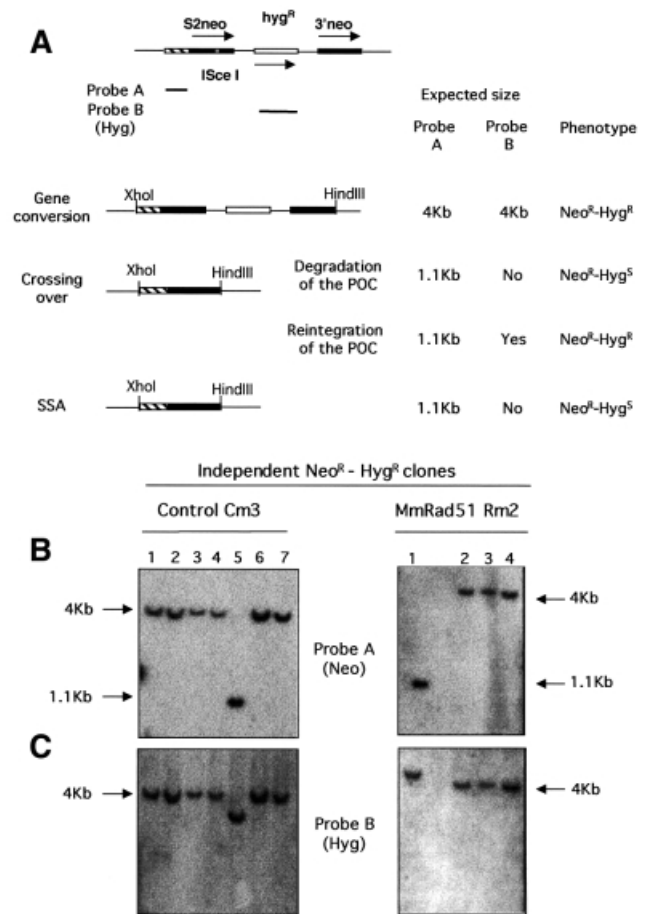 A
S2neo hygR 3'neo
ISce I
Probe A
Probe B
(Hyg)
Expected size
Probe A Probe B Phenotype
Gene conversion XhoI HindIII 4Kb 4Kb NeoR-HygR
Crossing over XhoI HindIII Degradation of the POC 1.1Kb No NeoR-HygS
Reintegration of the POC 1.1Kb Yes NeoR-HygR
SSA XhoI HindIII 1.1Kb No NeoR-HygS
Independent NeoR - HygR clones
Control Cm3 MmRad51 Rm2
B
1 2 3 4 5 6 7 1 2 3 4
4Kb 4Kb
Probe A
(Neo)
1.1Kb 1.1Kb
C
4Kb 4Kb
Probe B
(Hyg)